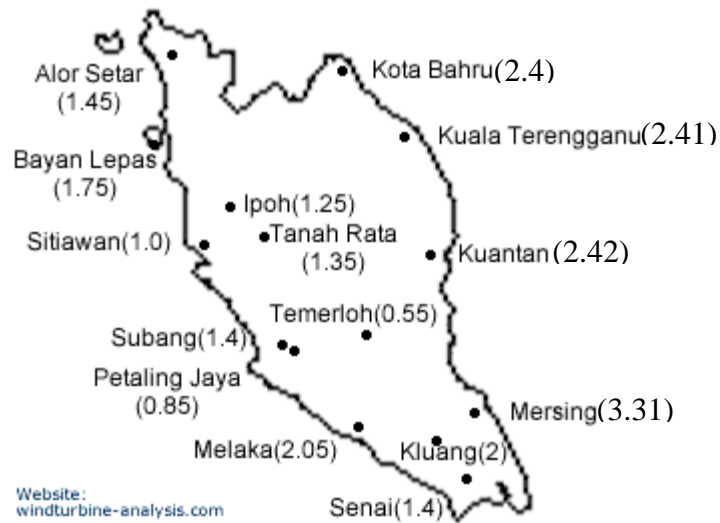 Alor Setar
(1.45)
Kota Bahru(2.4)
Kuala Terengganu(2.41)
Bayan Lepas
(1.75)
Ipoh(1.25)
Tanah Rata
(1.35)
Sitiawan(1.0)
Kuantan(2.42)
Temerloh(0.55)
Subang(1.4)
Petaling Jaya
(0.85)
Mersing(3.31)
Melaka(2.05)
Kluang(2)
Senai(1.4)
Website:
windturbine-analysis.com